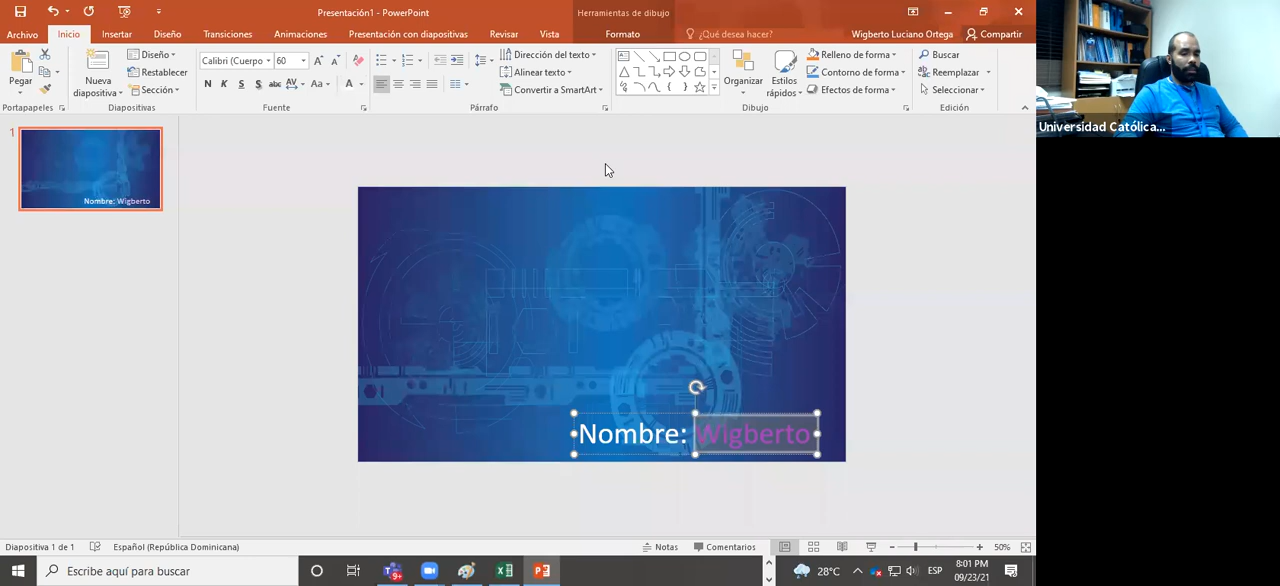 Presentación1 - PowerPoint
Herramientas de dibujo
Archivo Inicio Insertar Diseño Transiciones Animaciones Presentación con diapositivas Revisar Vista Formato ¿Qué desea hacer? Wigberto Luciano Ortega Compartir
Pegar
Nueva diapositiva
Diseño
Restablecer
Sección
Calibri (Cuerpo 60
N K S S abc AV Aa A
Dirección del texto
Alinear texto
Convertir a SmartArt
Organizar
Estilos rápidos
Relleno de forma
Contorno de forma
Efectos de forma
Buscar
Reemplazar
Seleccionar
Portapapeles Diapositivas Fuente Párrafo Dibujo Edición
Universidad Católica...
1
Nombre: Wigberto
Nombre: Wigberto
Diapositiva 1 de 1 Español (República Dominicana) Notas Comentarios 50%
Escribe aquí para buscar
28°C ESP
8:01 PM
09/23/21